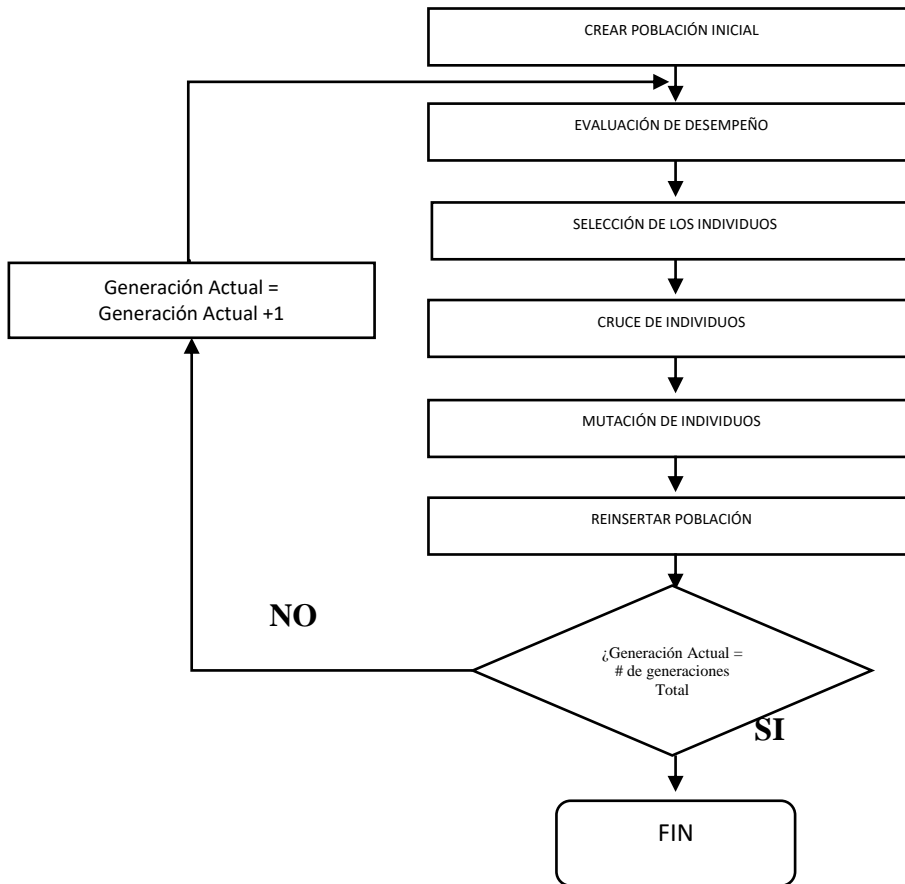 CREAR POBLACIÓN INICIAL
EVALUACIÓN DE DESEMPEÑO
SELECCIÓN DE LOS INDIVIDUOS
Generación Actual =
Generación Actual +1
CRUCE DE INDIVIDUOS
MUTACIÓN DE INDIVIDUOS
REINSERTAR POBLACIÓN
NO
¿Generación Actual =
# de generaciones
Total
SI
FIN